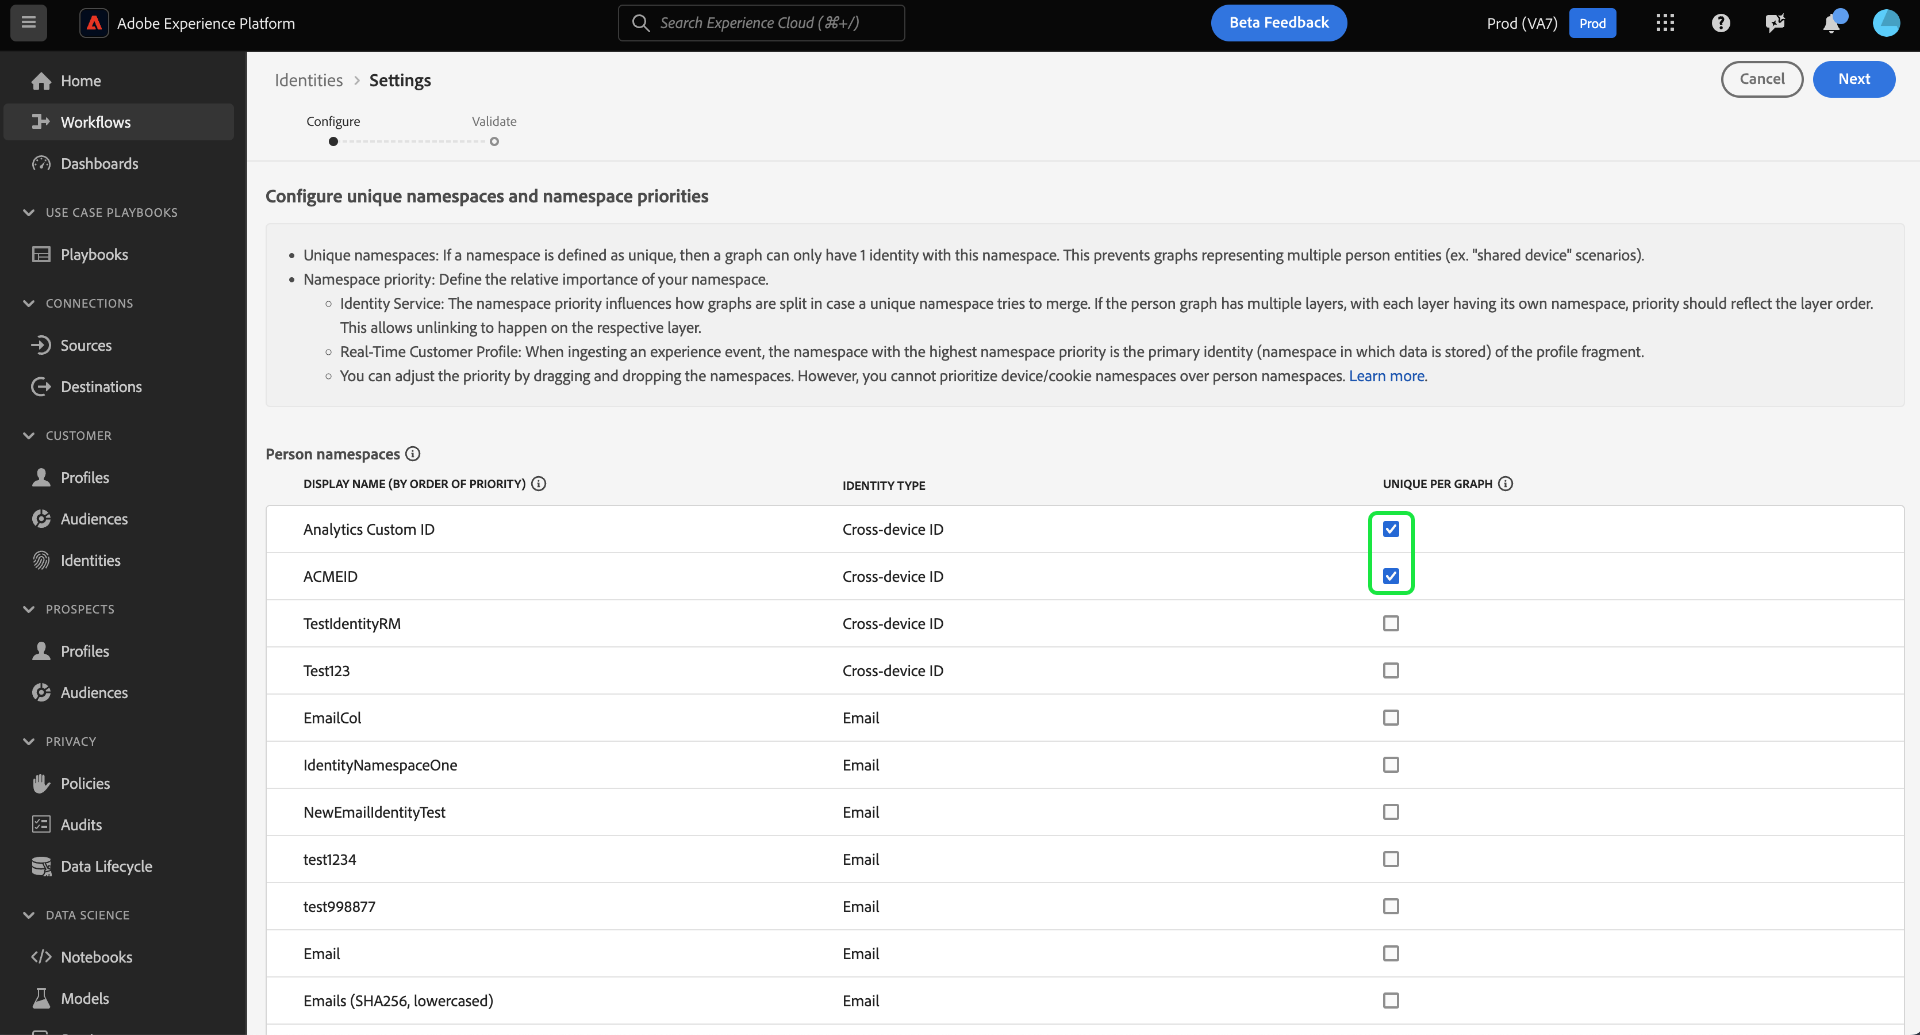 Adobe Experience Platform
Search Experience Cloud (⌘+/)
Beta Feedback
Prod (VA7)
Prod
Home
Workflows
Dashboards
USE CASE PLAYBOOKS
Playbooks
CONNECTIONS
Sources
Destinations
CUSTOMER
Profiles
Audiences
Identities
PROSPECTS
Profiles
Audiences
PRIVACY
Policies
Audits
Data Lifecycle
DATA SCIENCE
Notebooks
Models
Identities > Settings
Cancel
Next
Configure
Validate
Configure unique namespaces and namespace priorities
• Unique namespaces: If a namespace is defined as unique, then a graph can only have 1 identity with this namespace. This prevents graphs representing multiple person entities (ex. "shared device" scenarios).
• Namespace priority: Define the relative importance of your namespace.
◦ Identity Service: The namespace priority influences how graphs are split in case a unique namespace tries to merge. If the person graph has multiple layers, with each layer having its own namespace, priority should reflect the layer order.
This allows unlinking to happen on the respective layer.
◦ Real-Time Customer Profile: When ingesting an experience event, the namespace with the highest namespace priority is the primary identity (namespace in which data is stored) of the profile fragment.
◦ You can adjust the priority by dragging and dropping the namespaces. However, you cannot prioritize device/cookie namespaces over person namespaces. Learn more.
Person namespaces
DISPLAY NAME (BY ORDER OF PRIORITY) IDENTITY TYPE UNIQUE PER GRAPH
Analytics Custom ID Cross-device ID
ACMEID Cross-device ID
TestIdentityRM Cross-device ID
Test123 Cross-device ID
EmailCol Email
IdentityNamespaceOne Email
NewEmailIdentityTest Email
test1234 Email
test998877 Email
Email Email
Emails (SHA256, lowercased) Email